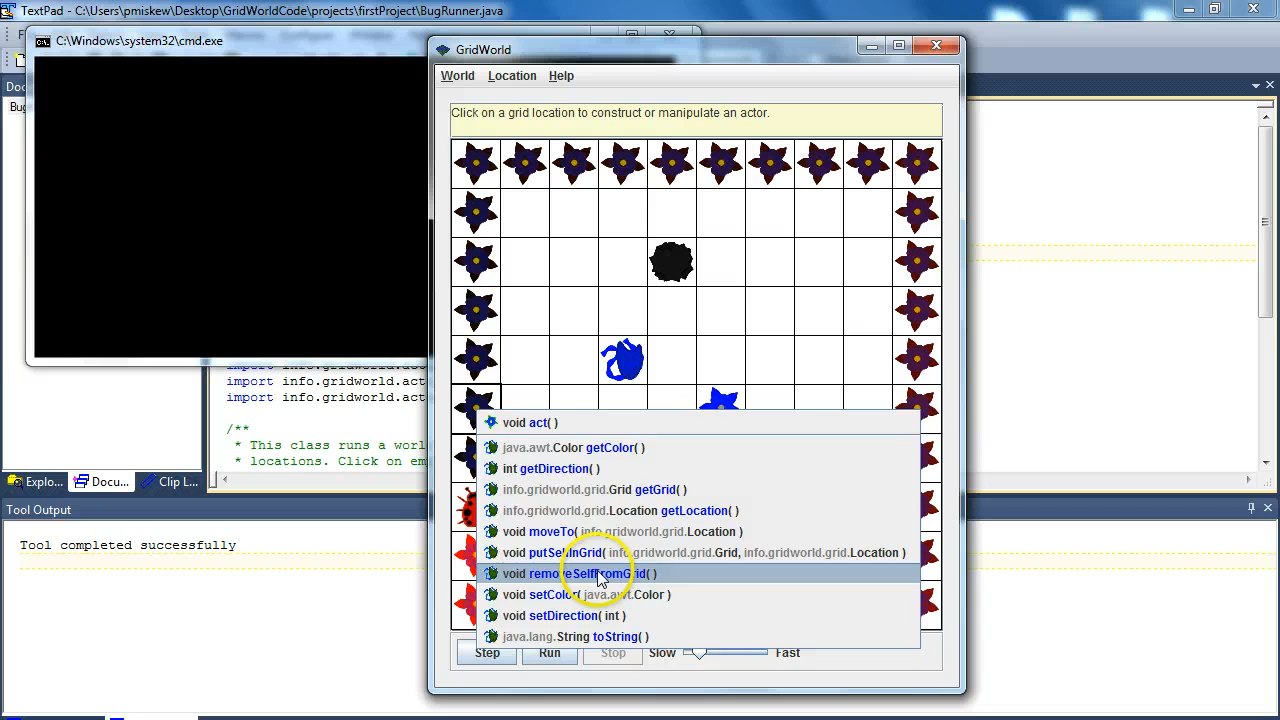 TextPad - C:\Users\pmiskew\Desktop\GridWorldCode\projects\firstProject\BugRunner.java
C:\Windows\system32\cmd.exe
GridWorld
World Location Help
Click on a grid location to construct or manipulate an actor.
import info.gridworld.act
import info.gridworld.act
/**
* This class runs a worl
* locations. Click on em
void act( )
java.awt.Color getColor( )
int getDirection( )
info.gridworld.grid.Grid getGrid( )
info.gridworld.grid.Location getLocation( )
void moveTo( info.gridworld.grid.Location )
void putSelfInGrid( info.gridworld.grid.Grid, info.gridworld.grid.Location )
void removeSelfFromGrid( )
void setColor( java.awt.Color )
void setDirection( int )
java.lang.String toString( )
Step Run Stop Slow Fast
Explo... Docu... Clip L...
Tool Output
Tool completed successfully